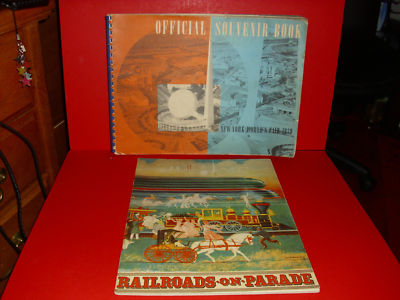 OFFICIAL SOUVENIR BOOK
NEW YORK WORLD'S FAIR 1939
RAILROADS-ON-PARADE